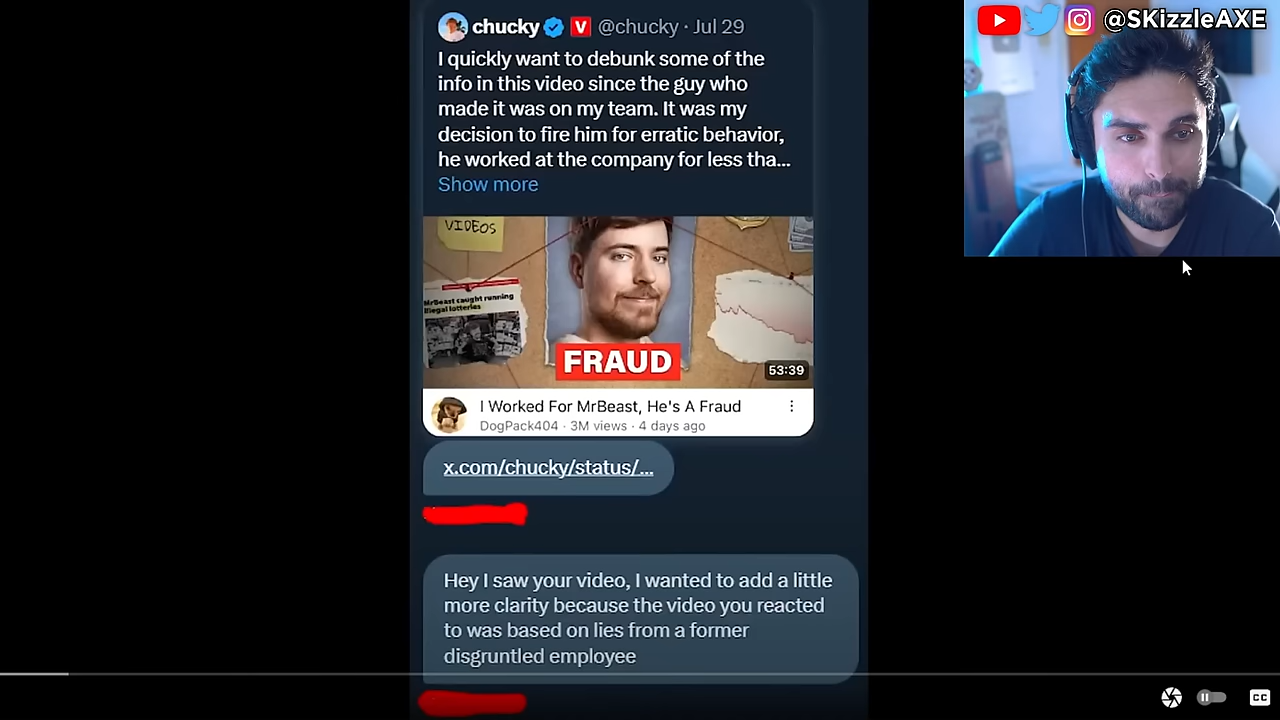 chucky @chucky · Jul 29
@SKizzleAXE
I quickly want to debunk some of the
info in this video since the guy who
made it was on my team. It was my
decision to fire him for erratic behavior,
he worked at the company for less tha...
Show more
VIDEOS
MrBeast caught running
illegal lotteries
FRAUD
53:39
I Worked For MrBeast, He's A Fraud
DogPack404 · 3M views · 4 days ago
x.com/chucky/status/...
Hey I saw your video, I wanted to add a little
more clarity because the video you reacted
to was based on lies from a former
disgruntled employee
CC